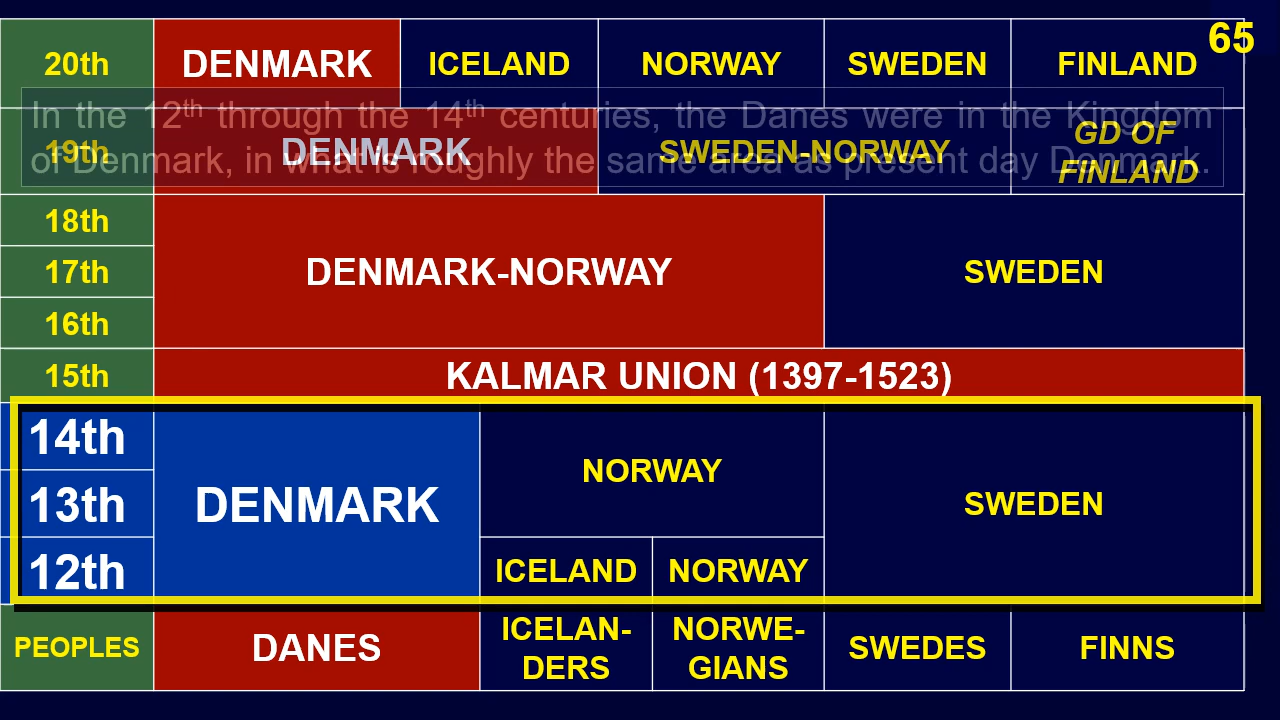 65
20th DENMARK ICELAND NORWAY SWEDEN FINLAND
In the 12th through the 14th centuries, the Danes were in the Kingdom
of Denmark, in what is roughly the same area as present day Denmark.
19th DENMARK SWEDEN-NORWAY GD OF
FINLAND
18th
17th DENMARK-NORWAY SWEDEN
16th
15th KALMAR UNION (1397-1523)
14th
NORWAY
13th DENMARK SWEDEN
12th ICELAND NORWAY
PEOPLES DANES ICELAN-
DERS NORWE-
GIANS SWEDES FINNS